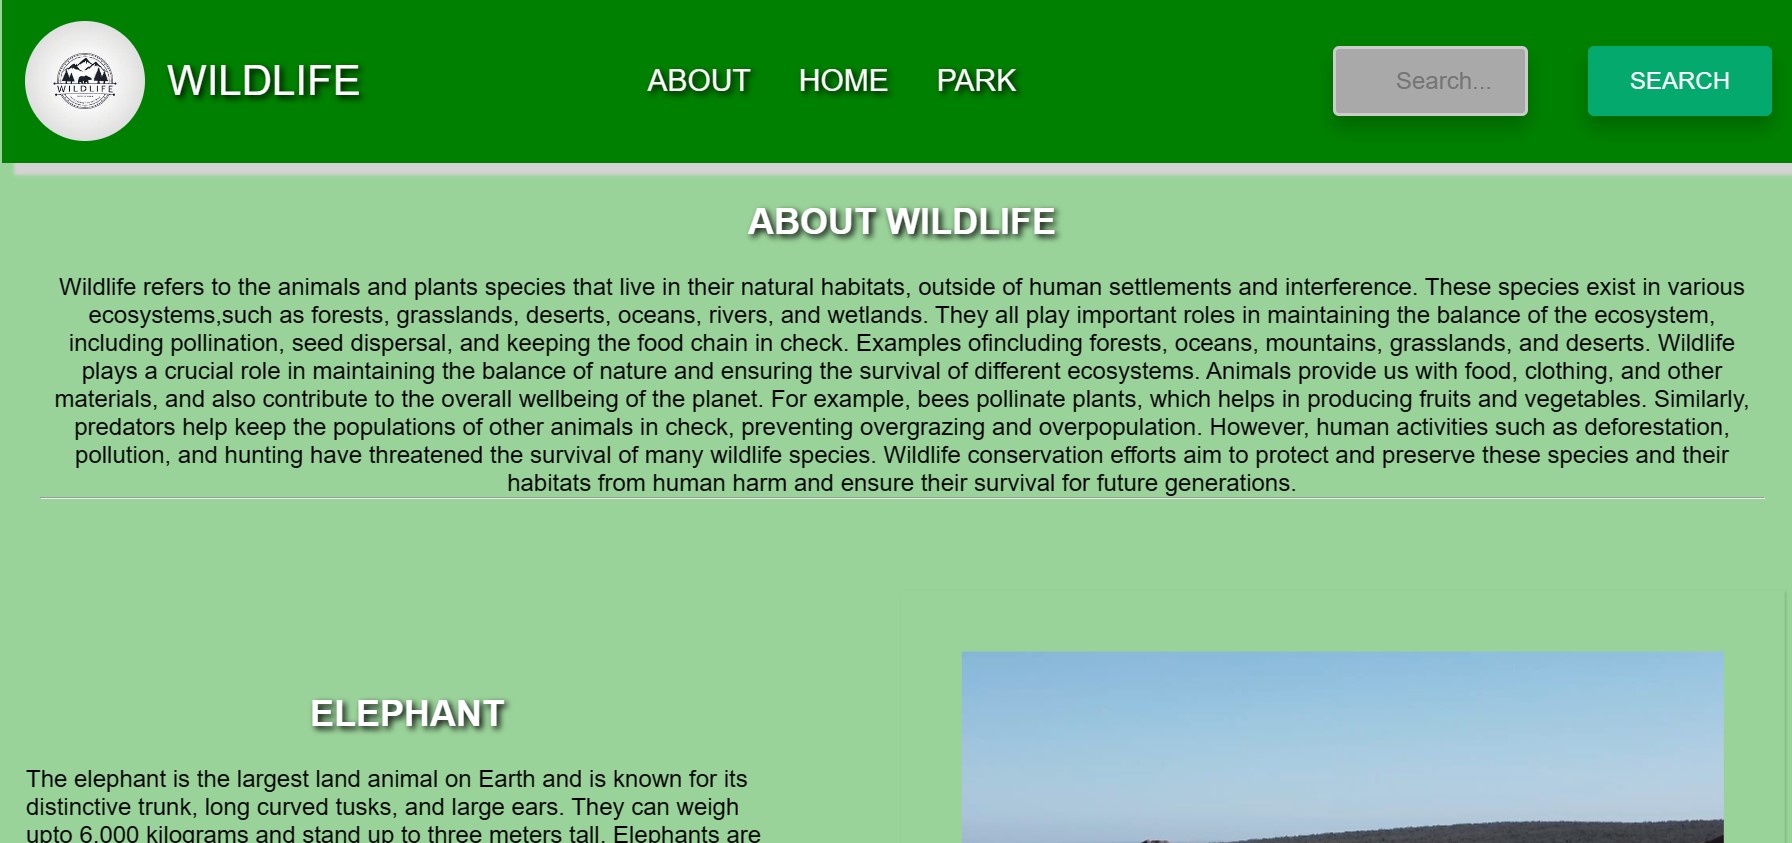 WILDLIFE
WILDLIFE
ABOUT
HOME
PARK
Search...
SEARCH
ABOUT WILDLIFE
Wildlife refers to the animals and plants species that live in their natural habitats, outside of human settlements and interference. These species exist in various
ecosystems,such as forests, grasslands, deserts, oceans, rivers, and wetlands. They all play important roles in maintaining the balance of the ecosystem,
including pollination, seed dispersal, and keeping the food chain in check. Examples ofincluding forests, oceans, mountains, grasslands, and deserts. Wildlife
plays a crucial role in maintaining the balance of nature and ensuring the survival of different ecosystems. Animals provide us with food, clothing, and other
materials, and also contribute to the overall wellbeing of the planet. For example, bees pollinate plants, which helps in producing fruits and vegetables. Similarly,
predators help keep the populations of other animals in check, preventing overgrazing and overpopulation. However, human activities such as deforestation,
pollution, and hunting have threatened the survival of many wildlife species. Wildlife conservation efforts aim to protect and preserve these species and their
habitats from human harm and ensure their survival for future generations.
ELEPHANT
The elephant is the largest land animal on Earth and is known for its
distinctive trunk, long curved tusks, and large ears. They can weigh
upto 6,000 kilograms and stand up to three meters tall. Elephants are